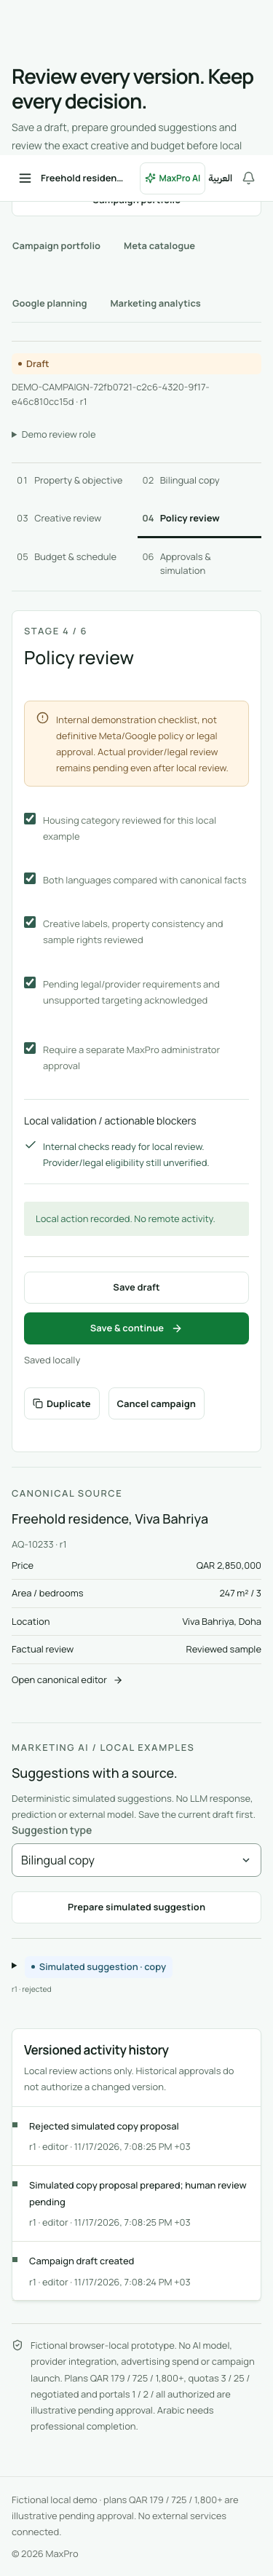 Review every version. Keep
every decision.
Save a draft, prepare grounded suggestions and
review the exact creative and budget before local
Freehold residen...
MaxPro AI
العربية
Campaign portfolio
Campaign portfolio
Meta catalogue
Google planning
Marketing analytics
Draft
DEMO-CAMPAIGN-72fb0721-c2c6-4320-9f17-
e46c810cc15d · r1
Demo review role
01 Property & objective
02 Bilingual copy
03 Creative review
04 Policy review
05 Budget & schedule
06 Approvals &
simulation
STAGE 4 / 6
Policy review
Internal demonstration checklist, not
definitive Meta/Google policy or legal
approval. Actual provider/legal review
remains pending even after local review.
Housing category reviewed for this local
example
Both languages compared with canonical facts
Creative labels, property consistency and
sample rights reviewed
Pending legal/provider requirements and
unsupported targeting acknowledged
Require a separate MaxPro administrator
approval
Local validation / actionable blockers
Internal checks ready for local review.
Provider/legal eligibility still unverified.
Local action recorded. No remote activity.
Save draft
Save & continue
Saved locally
Duplicate
Cancel campaign
CANONICAL SOURCE
Freehold residence, Viva Bahriya
AQ-10233 · r1
Price QAR 2,850,000
Area / bedrooms 247 m² / 3
Location Viva Bahriya, Doha
Factual review Reviewed sample
Open canonical editor
MARKETING AI / LOCAL EXAMPLES
Suggestions with a source.
Deterministic simulated suggestions. No LLM response,
prediction or external model. Save the current draft first.
Suggestion type
Bilingual copy
Prepare simulated suggestion
Simulated suggestion · copy
r1 · rejected
Versioned activity history
Local review actions only. Historical approvals do
not authorize a changed version.
Rejected simulated copy proposal
r1 · editor · 11/17/2026, 7:08:25 PM +03
Simulated copy proposal prepared; human review
pending
r1 · editor · 11/17/2026, 7:08:25 PM +03
Campaign draft created
r1 · editor · 11/17/2026, 7:08:24 PM +03
Fictional browser-local prototype. No AI model,
provider integration, advertising spend or campaign
launch. Plans QAR 179 / 725 / 1,800+, quotas 3 / 25 /
negotiated and portals 1 / 2 / all authorized are
illustrative pending approval. Arabic needs
professional completion.
Fictional local demo · plans QAR 179 / 725 / 1,800+ are
illustrative pending approval. No external services
connected.
© 2026 MaxPro